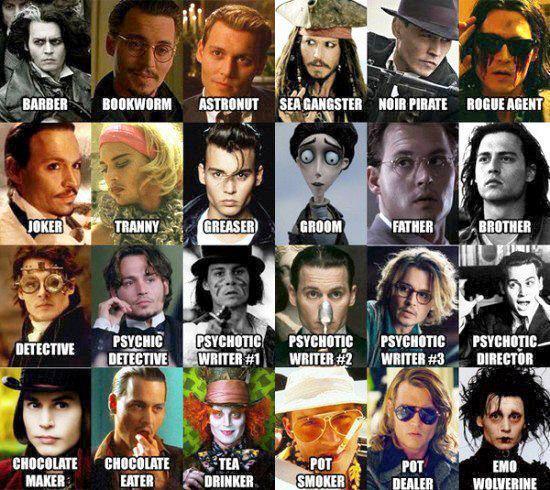 BARBER
BOOKWORM
ASTRONUT
SEA GANGSTER
NOIR PIRATE
ROGUE AGENT
JOKER
TRANNY
GREASER
GROOM
FATHER
BROTHER
DETECTIVE
PSYCHIC
DETECTIVE
PSYCHOTIC
WRITER #1
PSYCHOTIC
WRITER #2
PSYCHOTIC
WRITER #3
PSYCHOTIC
DIRECTOR
CHOCOLATE
MAKER
CHOCOLATE
EATER
TEA
DRINKER
POT
SMOKER
POT
DEALER
EMO
WOLVERINE